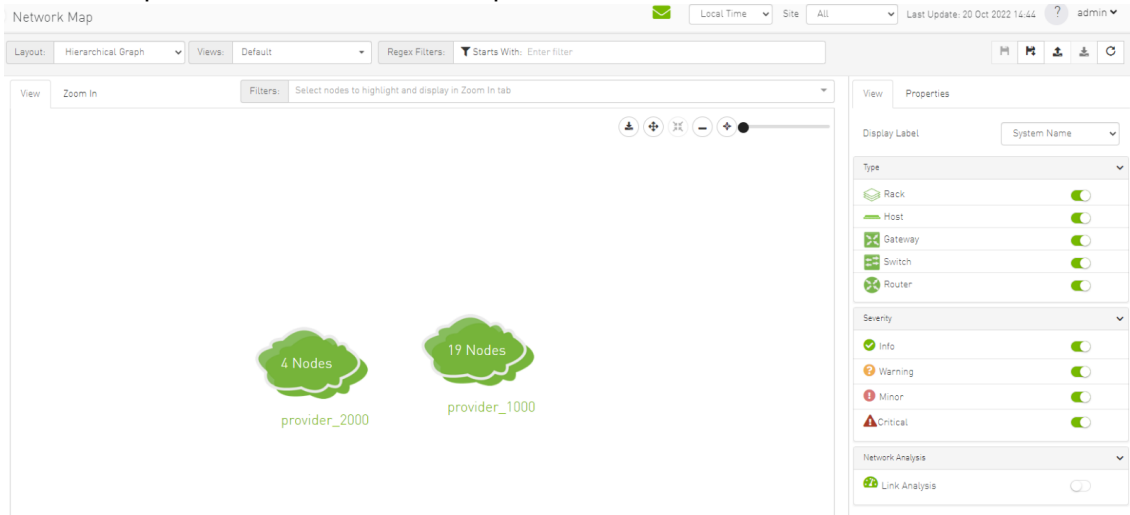 Network Map
Local Time
Site
All
Last Update: 20 Oct 2022 14:44
?
admin
Layout:
Hierarchical Graph
Views:
Default
Regex Filters:
Starts With: Enter filter
View
Zoom In
Filters:
Select nodes to highlight and display in Zoom In tab
4 Nodes
provider_2000
19 Nodes
provider_1000
View
Properties
Display Label
System Name
Type
Rack
Host
Gateway
Switch
Router
Severity
Info
Warning
Minor
Critical
Network Analysis
Link Analysis